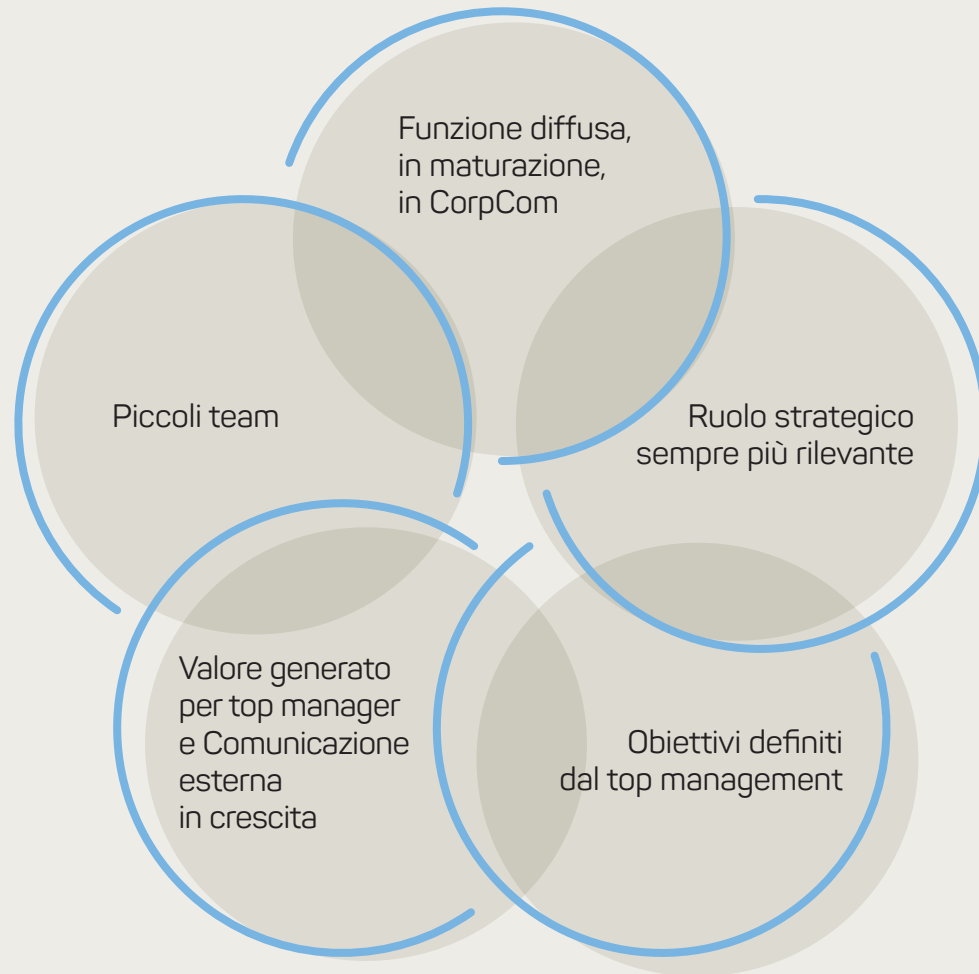 Funzione diffusa,
in maturazione,
in CorpCom
Piccoli team
Ruolo strategico
sempre più rilevante
Valore generato
per top manager
e Comunicazione
esterna
in crescita
Obiettivi definiti
dal top management